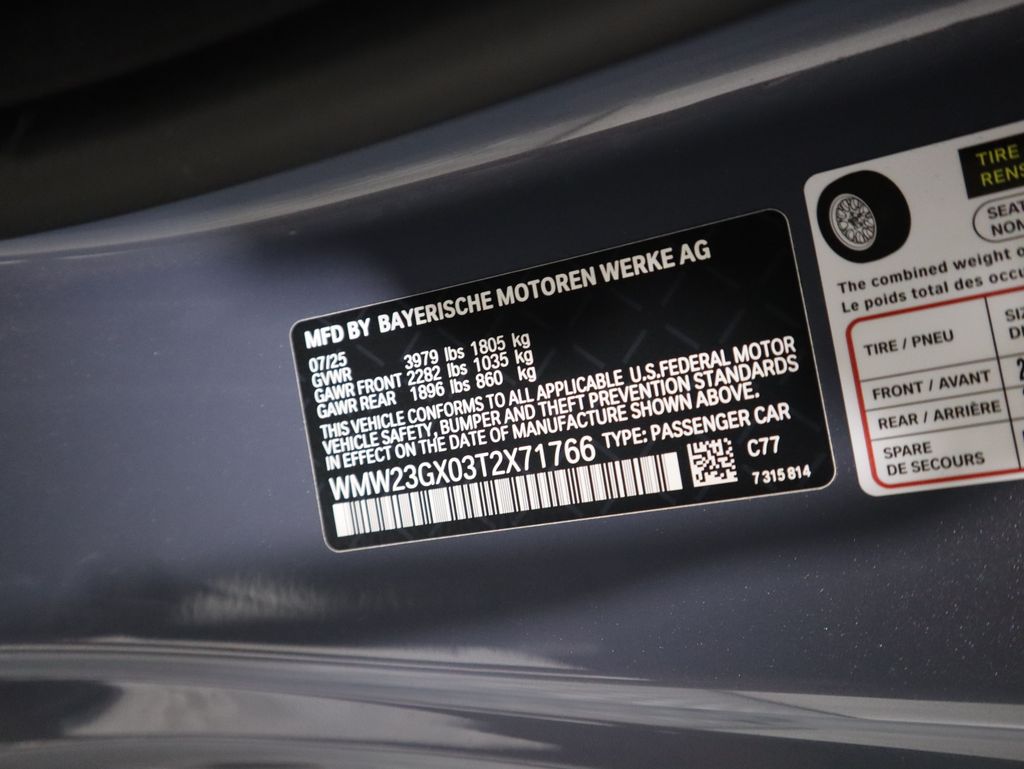 MFD BY BAYERISCHE MOTOREN WERKE AG
07/25
GVWR 3979 lbs 1805 kg
GAWR FRONT 2282 lbs 1035 kg
GAWR REAR 1896 lbs 860 kg
THIS VEHICLE CONFORMS TO ALL APPLICABLE U.S.FEDERAL MOTOR
VEHICLE SAFETY, BUMPER AND THEFT PREVENTION STANDARDS
IN EFFECT ON THE DATE OF MANUFACTURE SHOWN ABOVE.
WMW23GX03T2X71766 TYPE: PASSENGER CAR
C77
7 315 814
TIRE
RENS
SEAT
NON
The combined weight o
Le poids total des occu
TIRE / PNEU
SIZ
DI
FRONT / AVANT
2
REAR / ARRIÈRE
SPARE
DE SECOURS